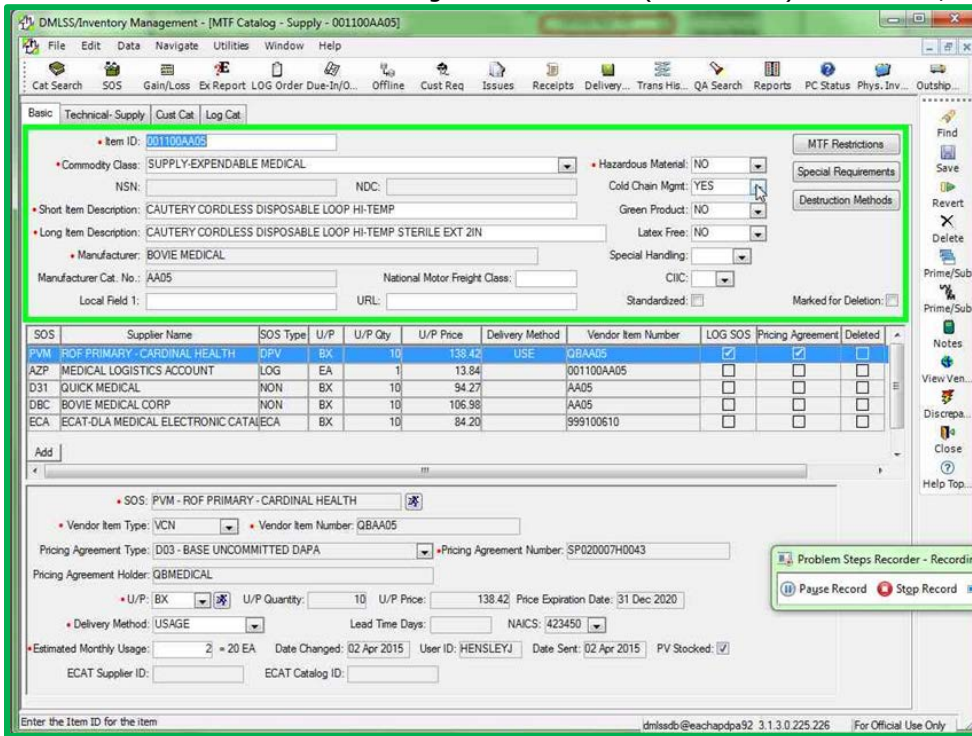 DMLSS/Inventory Management - [MTF Catalog - Supply - 001100AA05]
File Edit Data Navigate Utilities Window Help
Cat Search SOS Gain/Loss Ex Report LOG Order Due-In/O... Offline Cust Req Issues Receipts Delivery... Trans His... QA Search Reports PC Status Phys. Inv... Outship...
Basic Technical- Supply Cust Cat Log Cat
Item ID: 001100AA05 MTF Restrictions
Commodity Class: SUPPLY-EXPENDABLE MEDICAL Hazardous Material: NO Special Requirements
NSN: NDC: Cold Chain Mgmt: YES
Destruction Methods
Short Item Description: CAUTERY CORDLESS DISPOSABLE LOOP HI-TEMP Green Product: NO
Long Item Description: CAUTERY CORDLESS DISPOSABLE LOOP HI-TEMP STERILE EXT 2IN Latex Free: NO
Manufacturer: BOVIE MEDICAL Special Handling:
Manufacturer Cat. No.: AA05 National Motor Freight Class: CIIC:
Local Field 1: URL: Standardized: Marked for Deletion:
SOS Supplier Name SOS Type U/P U/P Qty U/P Price Delivery Method Vendor Item Number LOG SOS Pricing Agreement Deleted
PVM ROF PRIMARY - CARDINAL HEALTH DPV BX 10 138.42 USE QBAA05
AZP MEDICAL LOGISTICS ACCOUNT LOG EA 1 13.84 001100AA05
D31 QUICK MEDICAL NON BX 10 94.27 AA05
DBC BOVIE MEDICAL CORP NON BX 10 106.98 AA05
ECA ECAT-DLA MEDICAL ELECTRONIC CATAL ECA BX 10 84.20 999100610
Add
SOS: PVM - ROF PRIMARY - CARDINAL HEALTH
Vendor Item Type: VCN Vendor Item Number: QBAA05
Pricing Agreement Type: D03 - BASE UNCOMMITTED DAPA Pricing Agreement Number: SP020007H0043
Pricing Agreement Holder: QBMEDICAL
U/P: BX U/P Quantity: 10 U/P Price: 138.42 Price Expiration Date: 31 Dec 2020
Delivery Method: USAGE Lead Time Days: NAICS: 423450
Estimated Monthly Usage: 2 = 20 EA Date Changed: 02 Apr 2015 User ID: HENSLEYJ Date Sent: 02 Apr 2015 PV Stocked:
ECAT Supplier ID: ECAT Catalog ID:
Enter the Item ID for the item dmlssdb@eachapdpa92 3.1.3.0.225.226 For Official Use Only
Find
Save
Revert
Delete
Prime/Sub
Prime/Sub
Notes
View Ven...
Discrepa...
Close
Help Top...
Problem Steps Recorder - Recordin
Pause Record Stop Record